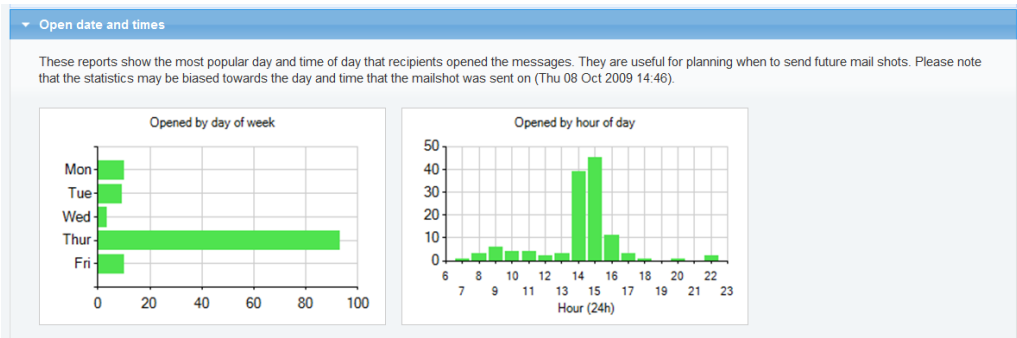 Open date and times
These reports show the most popular day and time of day that recipients opened the messages. They are useful for planning when to send future mail shots. Please note
that the statistics may be biased towards the day and time that the mailshot was sent on (Thu 08 Oct 2009 14:46).
Opened by day of week
Mon
Tue
Wed
Thur
Fri
0 20 40 60 80 100
Opened by hour of day
50
40
30
20
10
0
6 8 10 12 14 16 18 20 22
7 9 11 13 15 17 19 21 23
Hour (24h)